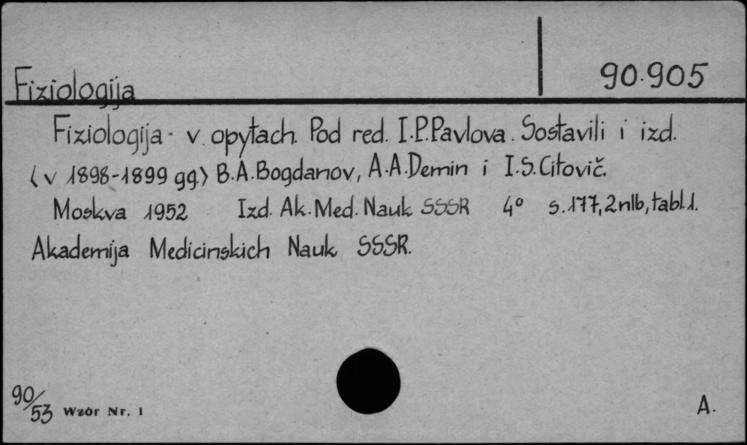 Fiziologija
90.905
Fiziologija v opytach. Pod red. I.P.Pavlova. Sostavili i izd.
(v 1898-1899 gg.) B.A.Bogdanov, A.A.Demin i I.S.Citovič.
Moskva 1952 Izd. Ak.Med.Nauk SSSR 4° s.177,2nlb,tabl.1.
Akademija Medicinskich Nauk SSSR.
90/53 Wzór Nr. 1
A.